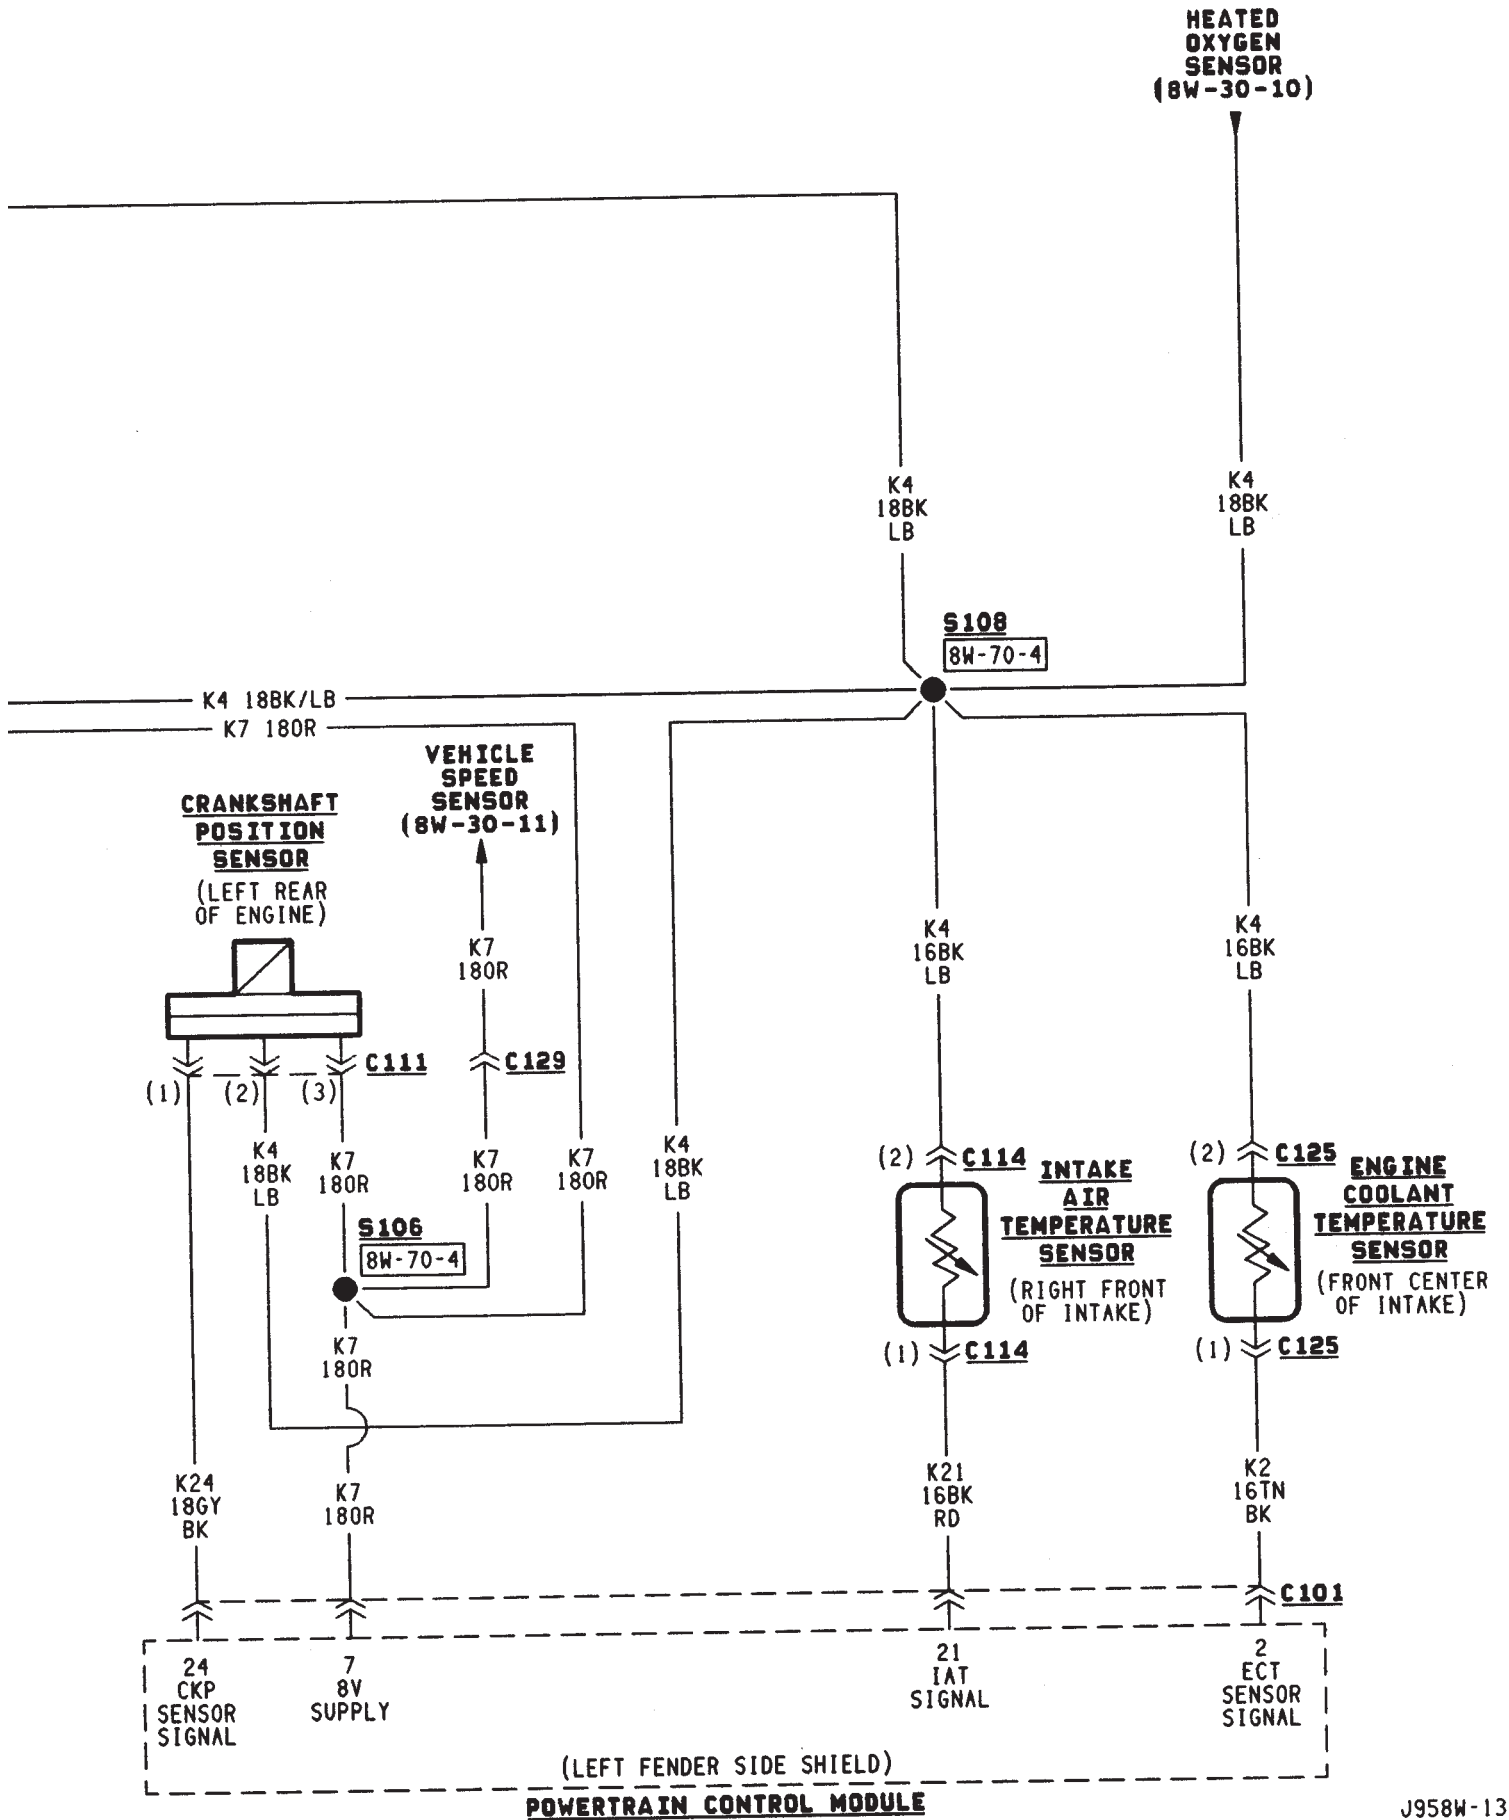 HEATED
OXYGEN
SENSOR
(8W-30-10)
K4
18BK
LB
K4
18BK
LB
S108
8W-70-4
K4 18BK/LB
K7 18OR
VEHICLE
SPEED
SENSOR
(8W-30-11)
CRANKSHAFT
POSITION
SENSOR
(LEFT REAR
OF ENGINE)
K7
18OR
K4
16BK
LB
K4
16BK
LB
C111
C129
(1)
(2)
(3)
K4
18BK
LB
K7
18OR
K7
18OR
K7
18OR
K4
18BK
LB
(2)
C114
INTAKE
AIR
TEMPERATURE
SENSOR
(RIGHT FRONT
OF INTAKE)
(2)
C125
ENGINE
COOLANT
TEMPERATURE
SENSOR
(FRONT CENTER
OF INTAKE)
S106
8W-70-4
K7
18OR
(1)
C114
(1)
C125
K24
18GY
BK
K7
18OR
K21
16BK
RD
K2
16TN
BK
C101
24
CKP
SENSOR
SIGNAL
7
8V
SUPPLY
21
IAT
SIGNAL
2
ECT
SENSOR
SIGNAL
(LEFT FENDER SIDE SHIELD)
POWERTRAIN CONTROL MODULE
J958W-13